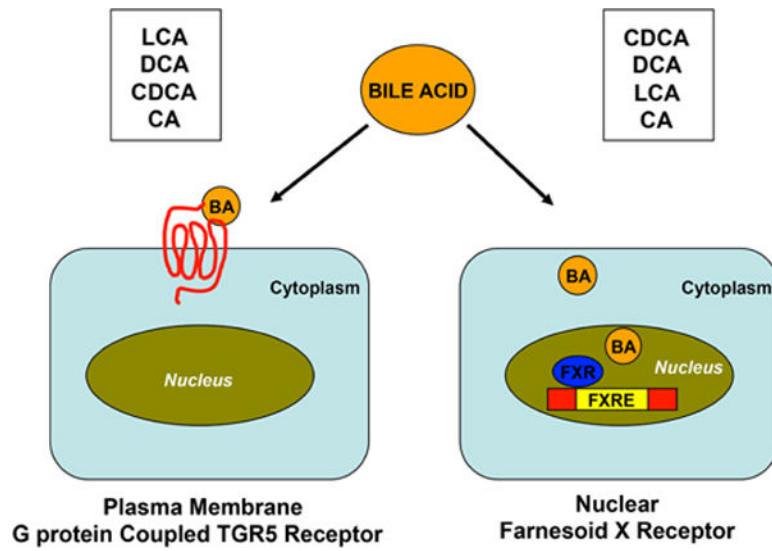 LCA
DCA
CDCA
CA
BILE ACID
CDCA
DCA
LCA
CA
BA
Cytoplasm
Nucleus
Plasma Membrane
G protein Coupled TGR5 Receptor
BA
Cytoplasm
BA
Nucleus
FXR
FXRE
Nuclear
Farnesoid X Receptor